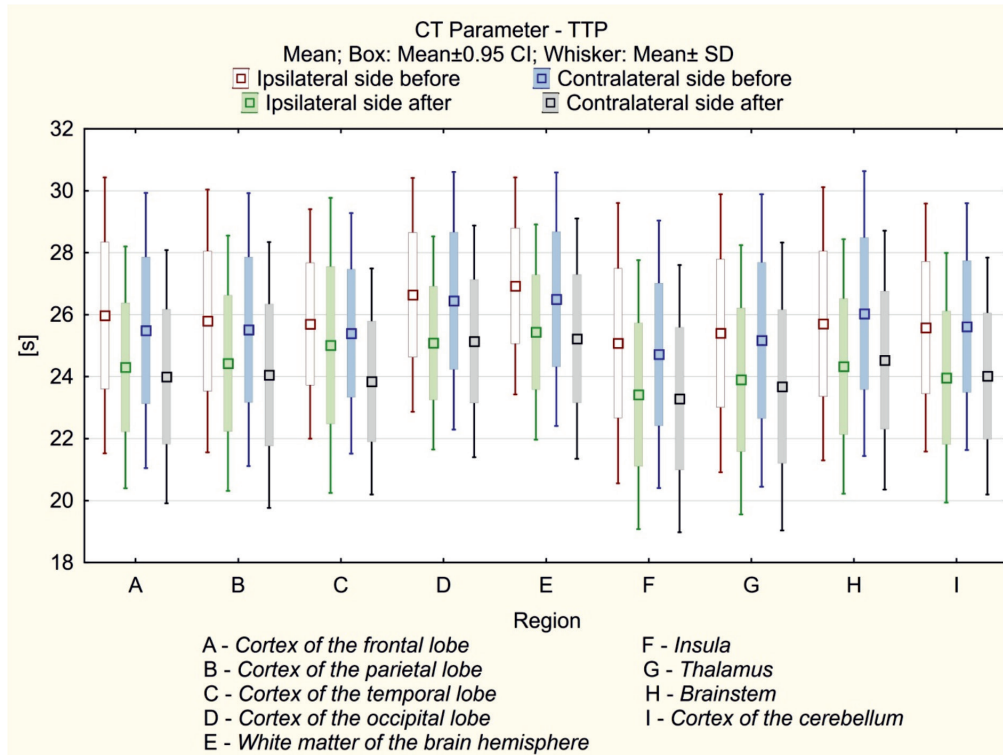 CT Parameter - TTP
Mean; Box: Mean±0.95 CI; Whisker: Mean± SD
Ipsilateral side before Contralateral side before
Ipsilateral side after Contralateral side after
32
30
28
26
24
22
20
18
[s]
A B C D E F G H I
Region
A - Cortex of the frontal lobe
B - Cortex of the parietal lobe
C - Cortex of the temporal lobe
D - Cortex of the occipital lobe
E - White matter of the brain hemisphere
F - Insula
G - Thalamus
H - Brainstem
I - Cortex of the cerebellum